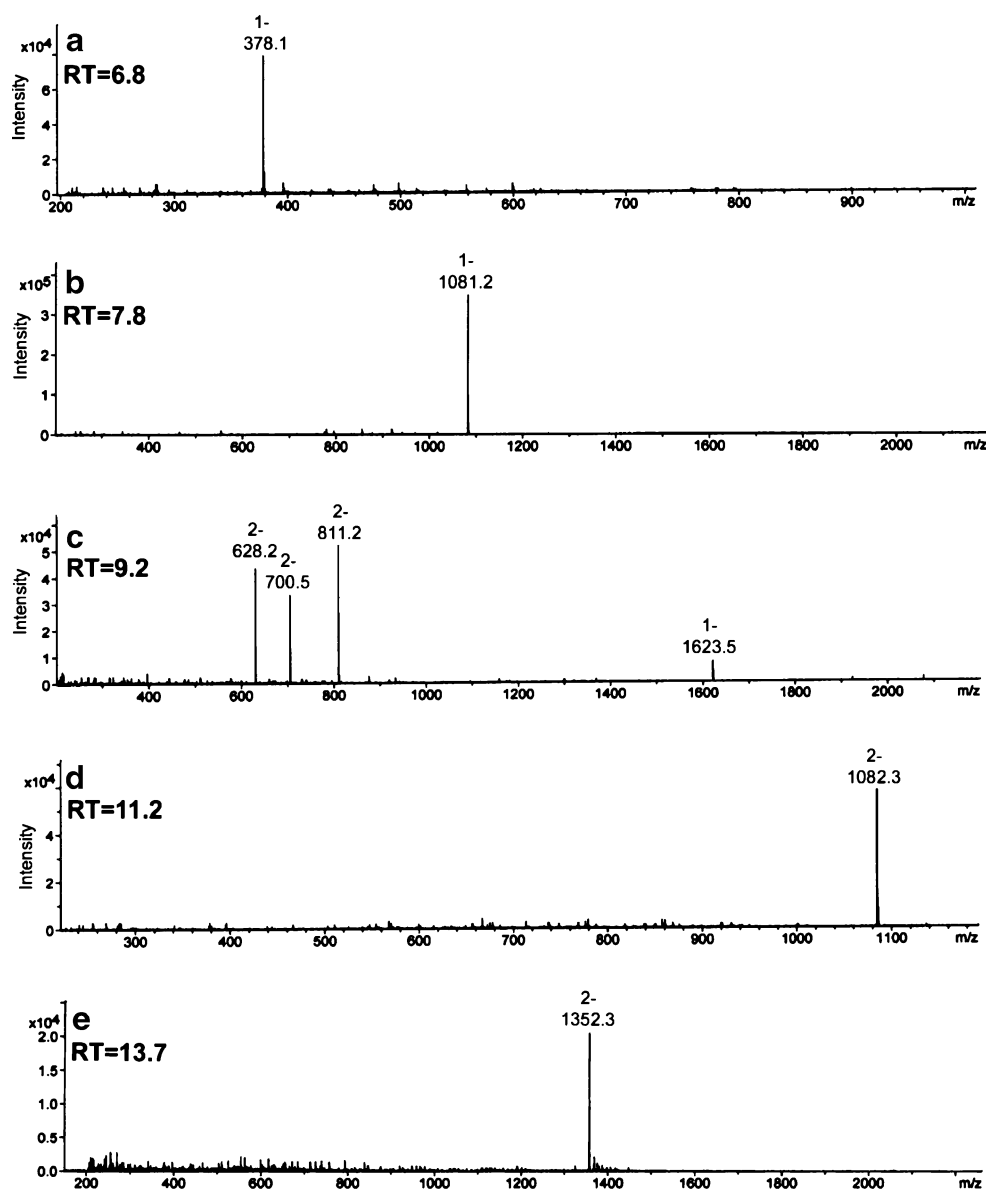 1-
378.1
a
x10⁴
RT=6.8
Intensity
6
4
2
0
200 300 400 500 600 700 800 900 m/z
1-
1081.2
b
x10⁵
RT=7.8
Intensity
3
2
1
0
400 600 800 1000 1200 1400 1600 1800 2000 m/z
2-
811.2
2-
628.2
2-
700.5
1-
1623.5
c
x10⁴
RT=9.2
Intensity
5
4
3
2
1
0
400 600 800 1000 1200 1400 1600 1800 2000 m/z
2-
1082.3
d
x10⁴
RT=11.2
Intensity
4
2
0
300 400 500 600 700 800 900 1000 1100 m/z
2-
1352.3
e
x10⁴
RT=13.7
Intensity
2.0
1.5
1.0
0.5
0.0
200 400 600 800 1000 1200 1400 1600 1800 2000 m/z